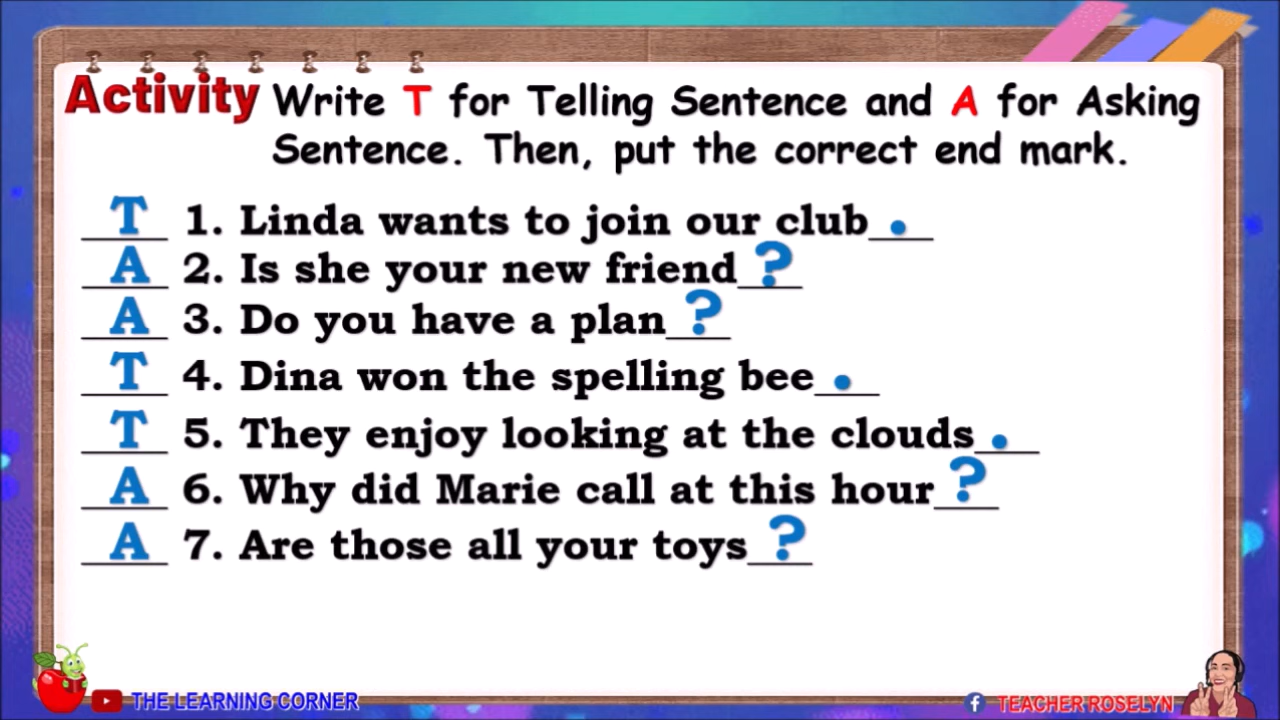 Activity Write T for Telling Sentence and A for Asking
Sentence. Then, put the correct end mark.
T 1. Linda wants to join our club.
A 2. Is she your new friend?
A 3. Do you have a plan?
T 4. Dina won the spelling bee.
T 5. They enjoy looking at the clouds.
A 6. Why did Marie call at this hour?
A 7. Are those all your toys?
THE LEARNING CORNER
TEACHER ROSELYN